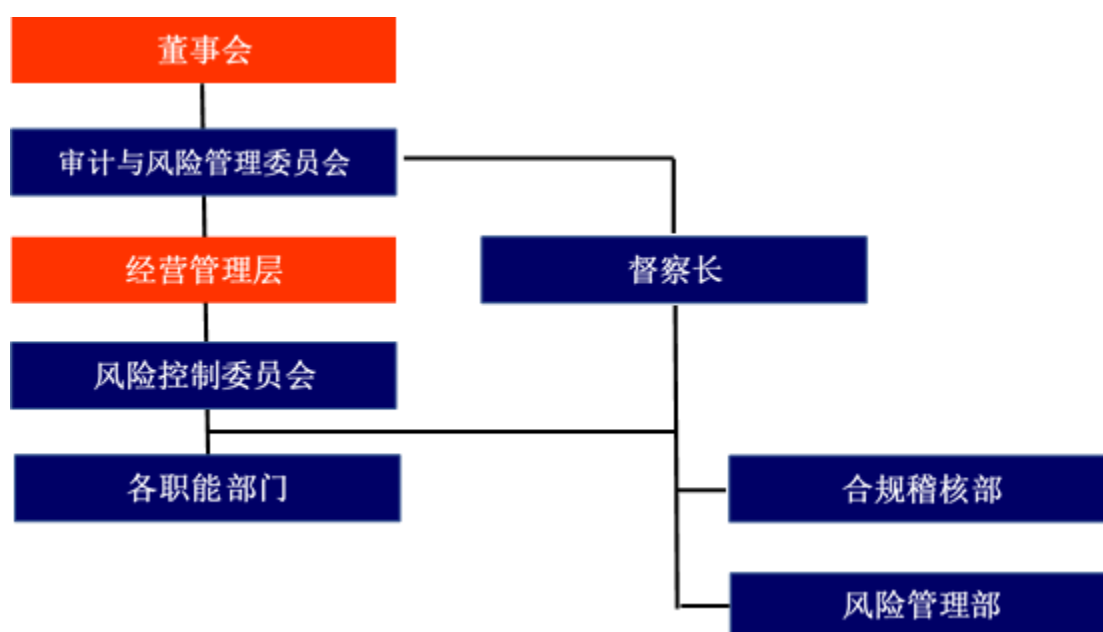 董事会
审计与风险管理委员会
经营管理层
督察长
风险控制委员会
各职能部门
合规稽核部
风险管理部